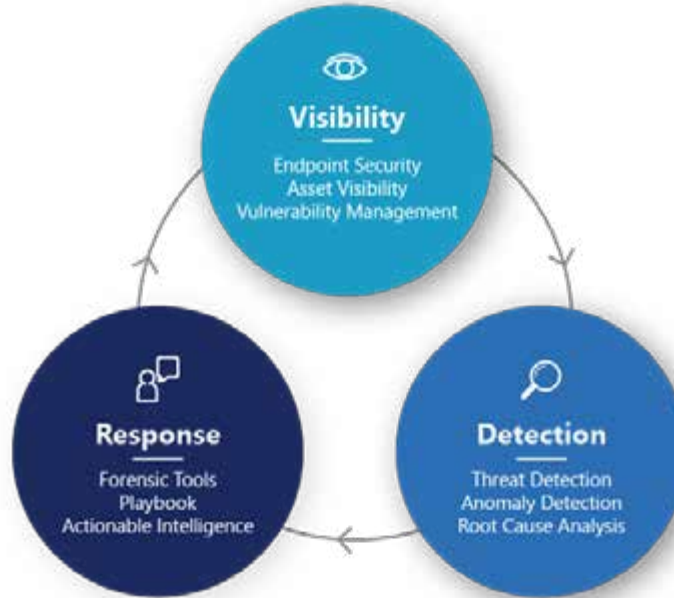 Visibility
Endpoint Security
Asset Visibility
Vulnerability Management
Response
Forensic Tools
Playbook
Actionable Intelligence
Detection
Threat Detection
Anomaly Detection
Root Cause Analysis